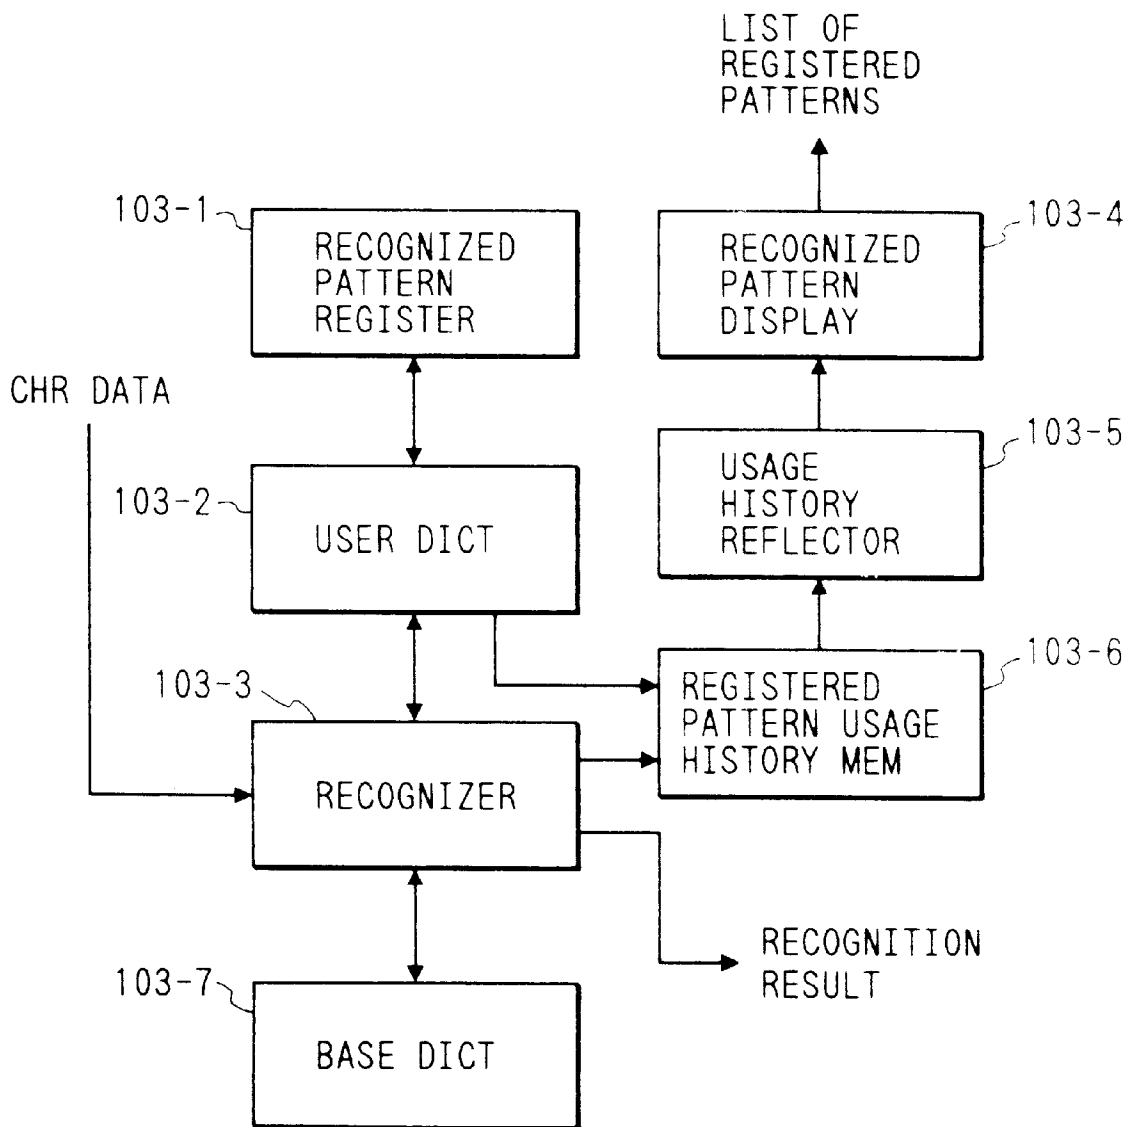 LIST OF
REGISTERED
PATTERNS
103-1
RECOGNIZED
PATTERN
REGISTER
103-4
RECOGNIZED
PATTERN
DISPLAY
CHR DATA
103-2
USER DICT
103-5
USAGE
HISTORY
REFLECTOR
103-3
RECOGNIZER
103-6
REGISTERED
PATTERN USAGE
HISTORY MEM
RECOGNITION
RESULT
103-7
BASE DICT